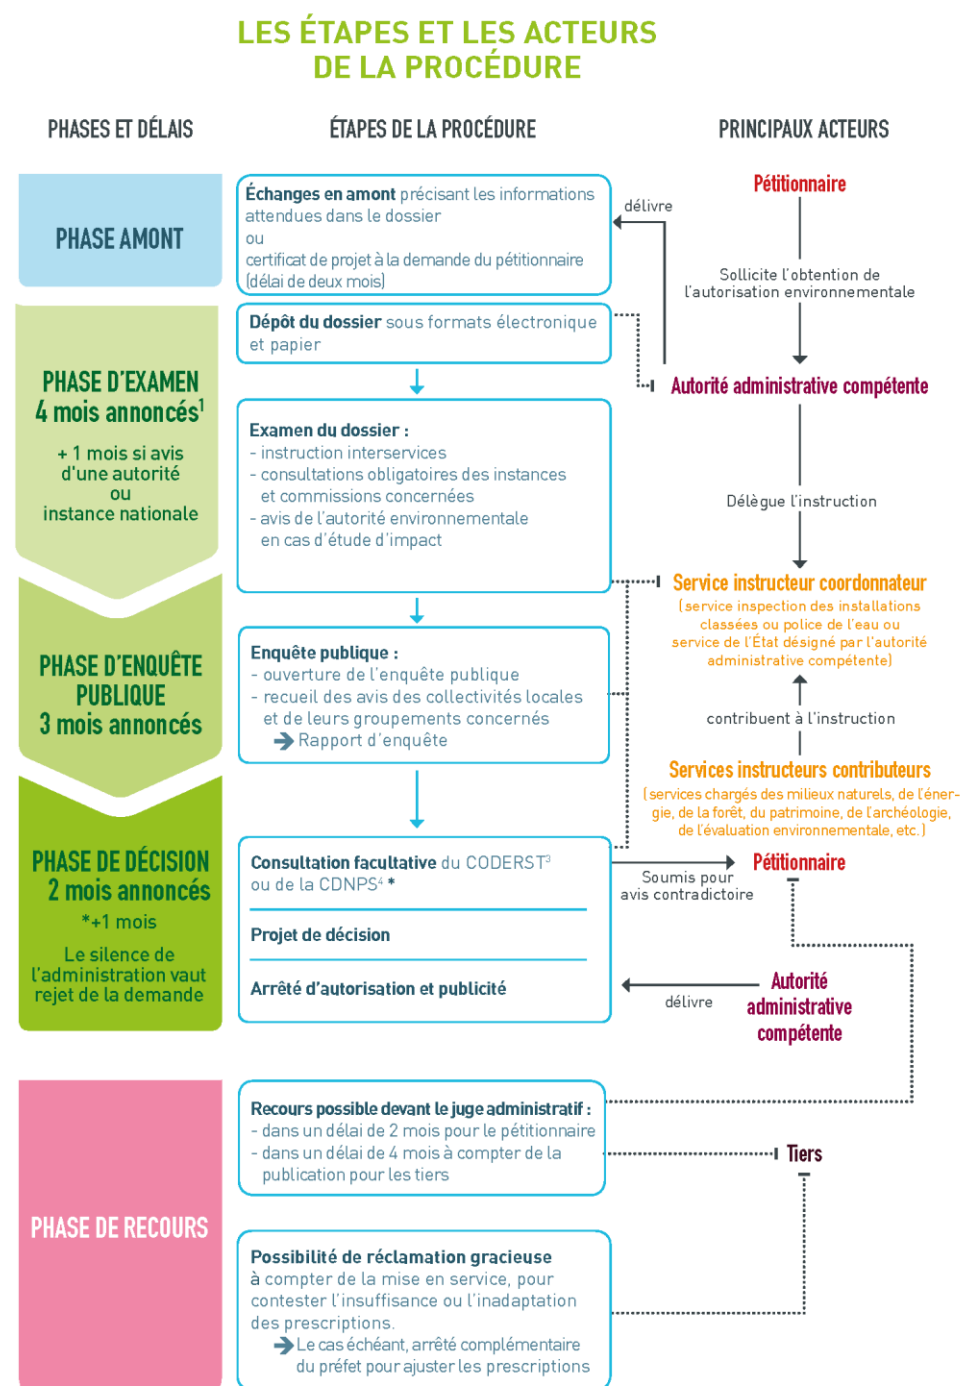 LES ÉTAPES ET LES ACTEURS
DE LA PROCÉDURE
PHASES ET DÉLAIS
ÉTAPES DE LA PROCÉDURE
PRINCIPAUX ACTEURS
PHASE AMONT
Échanges en amont précisant les informations
attendues dans le dossier
ou
certificat de projet à la demande du pétitionnaire
(délai de deux mois)
délivre
Pétitionnaire
Sollicite l'obtention de
l'autorisation environnementale
PHASE D'EXAMEN
4 mois annoncés1
+ 1 mois si avis
d'une autorité
ou
instance nationale
Dépôt du dossier sous formats électronique
et papier
Autorité administrative compétente
Examen du dossier :
- instruction interservices
- consultations obligatoires des instances
et commissions concernées
- avis de l'autorité environnementale
en cas d'étude d'impact
Délègue l'instruction
Service instructeur coordonnateur
(service inspection des installations
classées ou police de l'eau ou
service de l'État désigné par l'autorité
administrative compétente)
PHASE D'ENQUÊTE
PUBLIQUE
3 mois annoncés
Enquête publique :
- ouverture de l'enquête publique
- recueil des avis des collectivités locales
et de leurs groupements concernés
➔ Rapport d'enquête
contribuent à l'instruction
Services instructeurs contributeurs
(services chargés des milieux naturels, de l'éner-
gie, de la forêt, du patrimoine, de l'archéologie,
de l'évaluation environnementale, etc.)
PHASE DE DÉCISION
2 mois annoncés
*+1 mois
Le silence de
l'administration vaut
rejet de la demande
Consultation facultative du CODERST3
ou de la CDNPS4 *
Projet de décision
Arrêté d'autorisation et publicité
Soumis pour
avis contradictoire
Pétitionnaire
délivre
Autorité
administrative
compétente
PHASE DE RECOURS
Recours possible devant le juge administratif :
- dans un délai de 2 mois pour le pétitionnaire
- dans un délai de 4 mois à compter de la
publication pour les tiers
Tiers
Possibilité de réclamation gracieuse
à compter de la mise en service, pour
contester l'insuffisance ou l'inadaptation
des prescriptions.
➔ Le cas échéant, arrêté complémentaire
du préfet pour ajuster les prescriptions